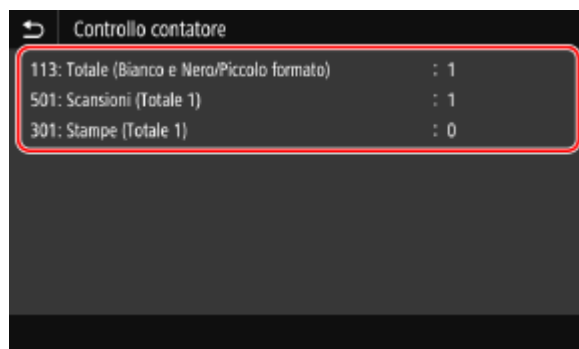 Controllo contatore
113: Totale (Bianco e Nero/Piccolo formato) : 1
501: Scansioni (Totale 1) : 1
301: Stampe (Totale 1) : 0